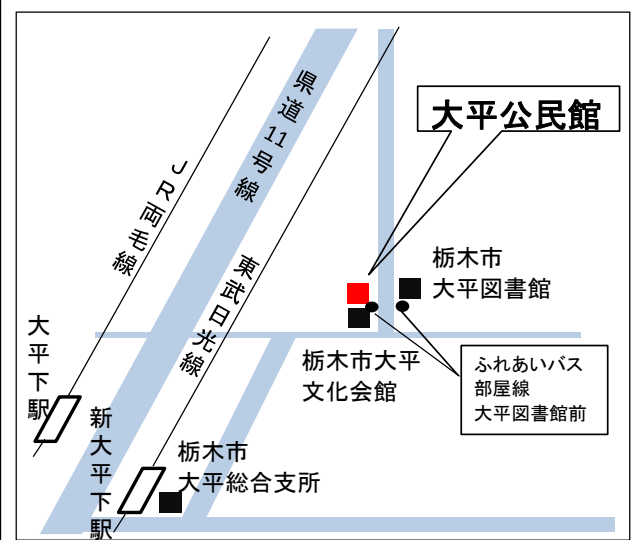 県道11号線
大平公民館
JR両毛線
東武日光線
栃木市
大平図書館
大平下駅
栃木市大平
文化会館
ふれあいバス
部屋線
大平図書館前
新大平下駅
栃木市
大平総合支所